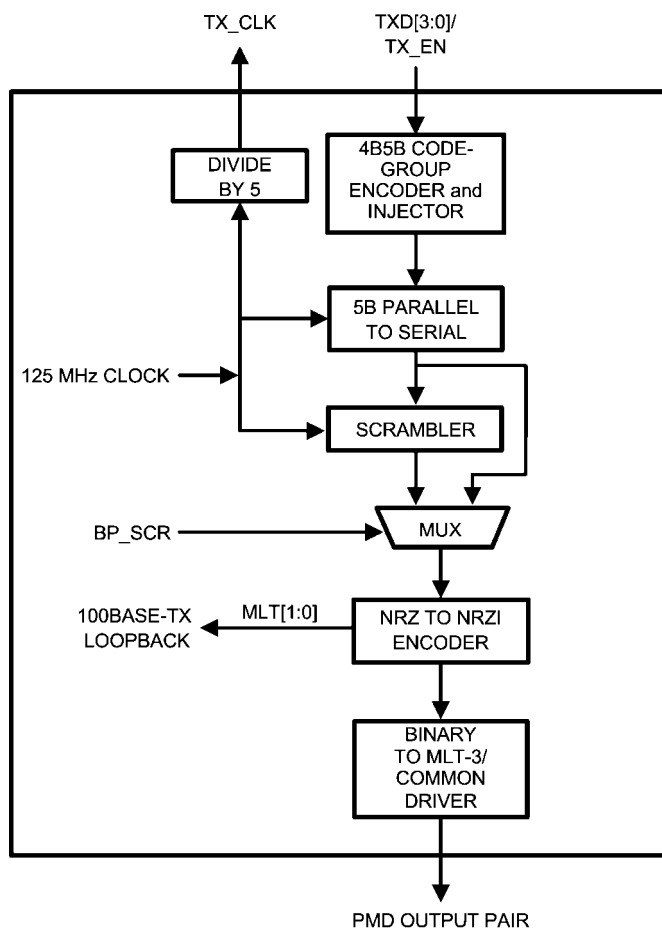 TX_CLK
TXD[3:0]/
TX_EN
DIVIDE
BY 5
4B5B CODE-
GROUP
ENCODER and
INJECTOR
5B PARALLEL
TO SERIAL
125 MHz CLOCK
SCRAMBLER
BP_SCR
MUX
100BASE-TX
LOOPBACK
MLT[1:0]
NRZ TO NRZI
ENCODER
BINARY
TO MLT-3/
COMMON
DRIVER
PMD OUTPUT PAIR